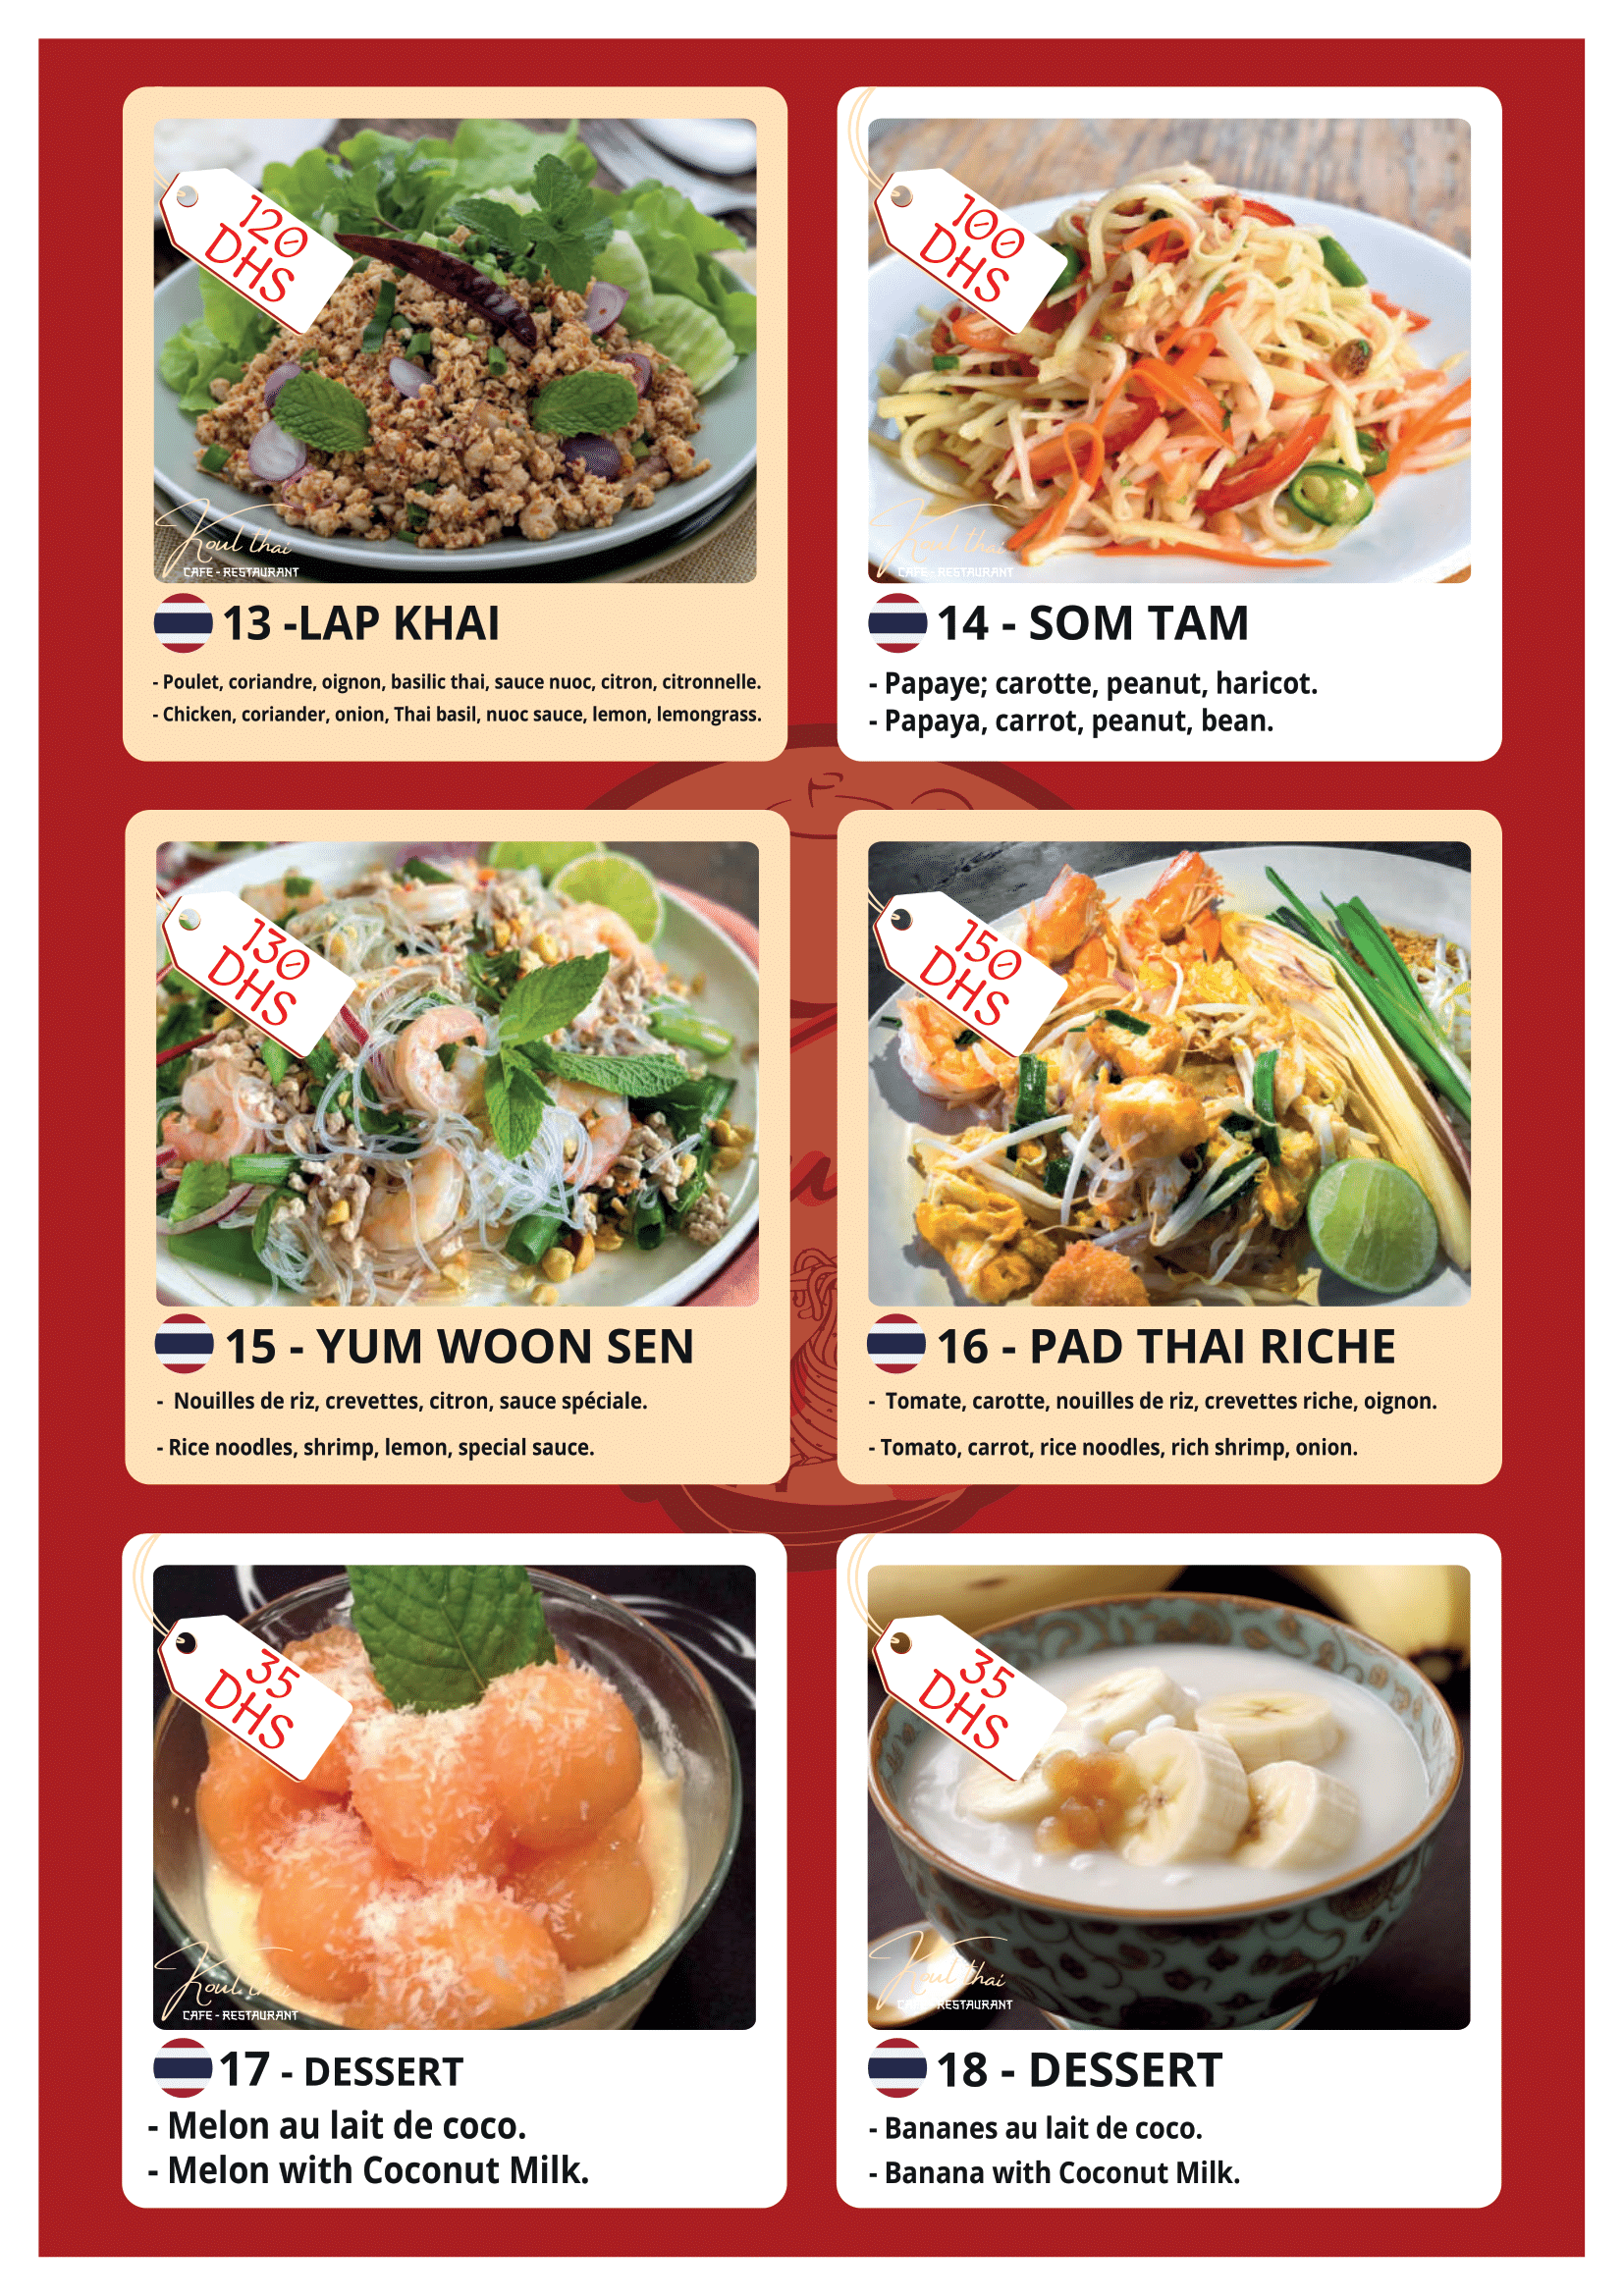 120
DHS
Koul thai
CAFE - RESTAURANT
13 -LAP KHAI
- Poulet, coriandre, oignon, basilic thai, sauce nuoc, citron, citronnelle.
- Chicken, coriander, onion, Thai basil, nuoc sauce, lemon, lemongrass.
100
DHS
Koul thai
CAFE - RESTAURANT
14 - SOM TAM
- Papaye; carotte, peanut, haricot.
- Papaya, carrot, peanut, bean.
130
DHS
15 - YUM WOON SEN
- Nouilles de riz, crevettes, citron, sauce spéciale.
- Rice noodles, shrimp, lemon, special sauce.
150
DHS
16 - PAD THAI RICHE
- Tomate, carotte, nouilles de riz, crevettes riche, oignon.
- Tomato, carrot, rice noodles, rich shrimp, onion.
35
DHS
Koul thai
CAFE - RESTAURANT
17 - DESSERT
- Melon au lait de coco.
- Melon with Coconut Milk.
35
DHS
Koul thai
CAFE - RESTAURANT
18 - DESSERT
- Bananes au lait de coco.
- Banana with Coconut Milk.